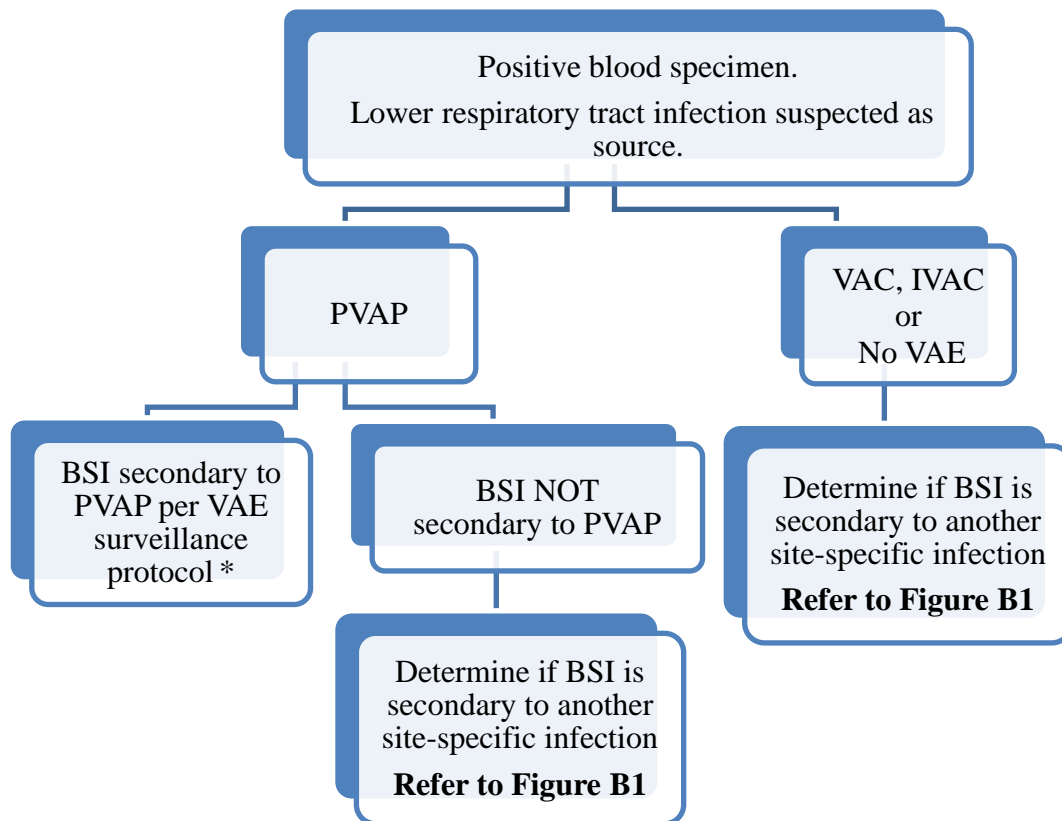 Positive blood specimen.
Lower respiratory tract infection suspected as
source.
PVAP
VAC, IVAC
or
No VAE
BSI secondary to
PVAP per VAE
surveillance
protocol *
BSI NOT
secondary to PVAP
Determine if BSI is
secondary to another
site-specific infection
Refer to Figure B1
Determine if BSI is
secondary to another
site-specific infection
Refer to Figure B1